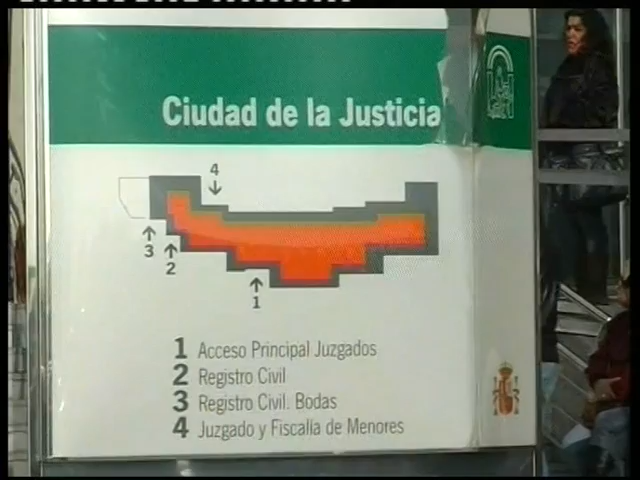 Ciudad de la Justicia
4
3
2
1
1 Acceso Principal Juzgados
2 Registro Civil
3 Registro Civil. Bodas
4 Juzgado y Fiscalia de Menores